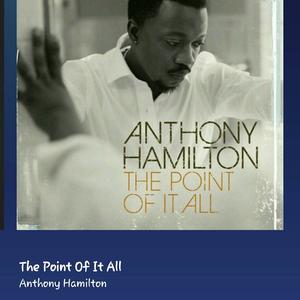 ANTHONY
HAMILTON
THE POINT
OF IT ALL
The Point Of It All
Anthony Hamilton